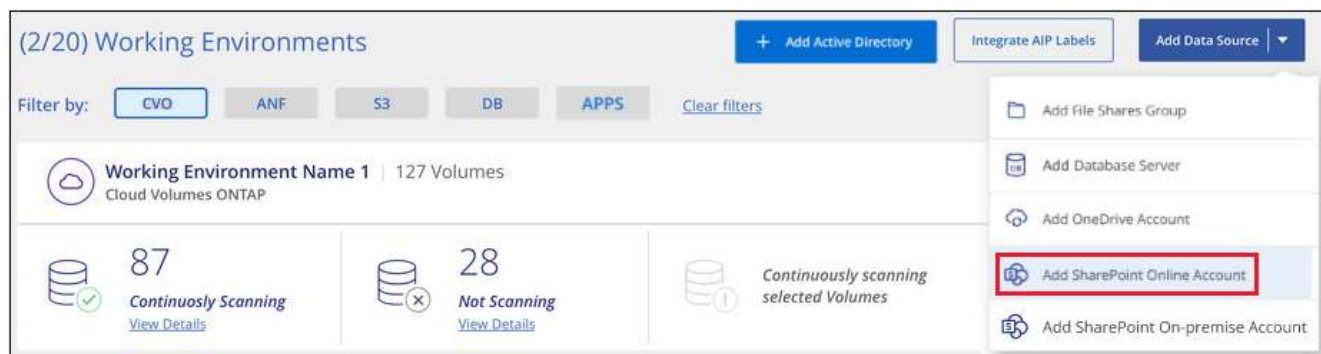 (2/20) Working Environments
+ Add Active Directory
Integrate AIP Labels
Add Data Source
Filter by:
CVO
ANF
S3
DB
APPS
Clear filters
Add File Shares Group
Working Environment Name 1 | 127 Volumes
Cloud Volumes ONTAP
DB
Add Database Server
Add OneDrive Account
87
Continuosly Scanning
View Details
28
Not Scanning
View Details
Continuously scanning
selected Volumes
S
Add SharePoint Online Account
S
Add SharePoint On-premise Account